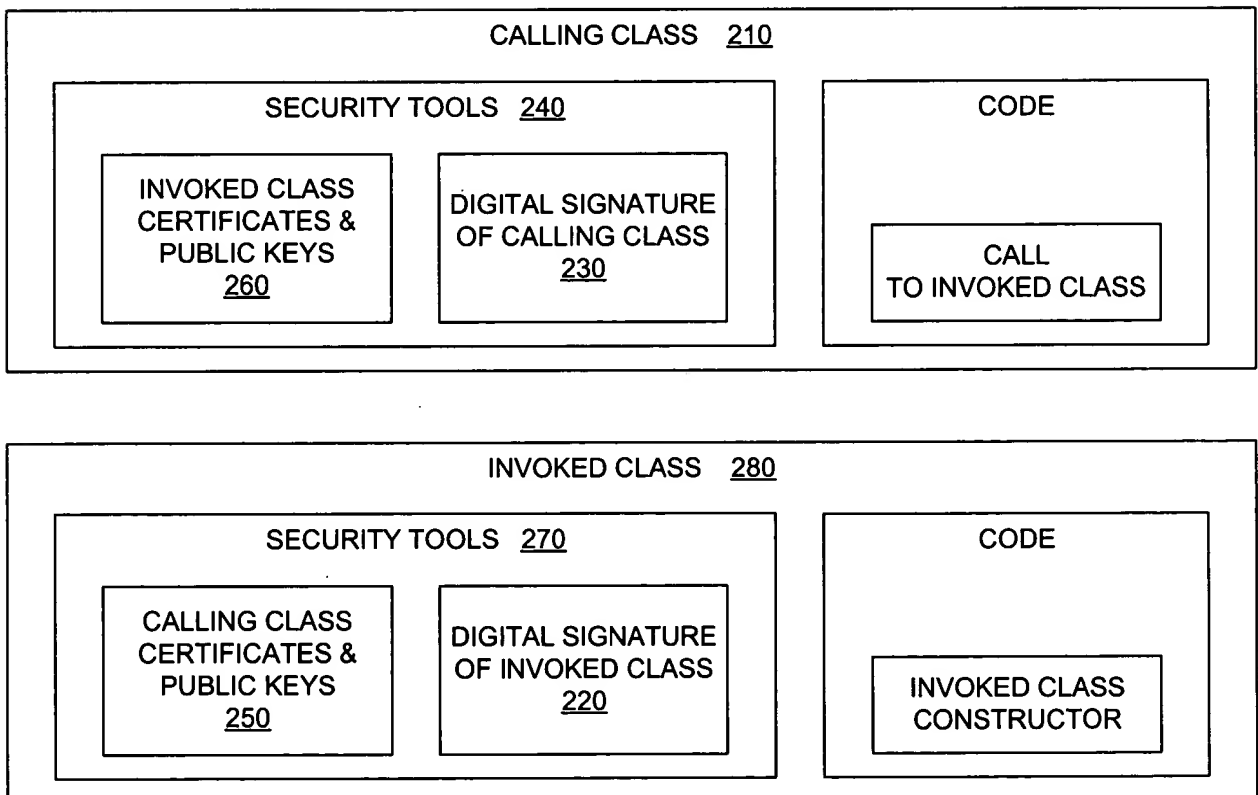 CALLING CLASS 210
SECURITY TOOLS 240
INVOKED CLASS
CERTIFICATES &
PUBLIC KEYS
260
DIGITAL SIGNATURE
OF CALLING CLASS
230
CODE
CALL
TO INVOKED CLASS
INVOKED CLASS 280
SECURITY TOOLS 270
CALLING CLASS
CERTIFICATES &
PUBLIC KEYS
250
DIGITAL SIGNATURE
OF INVOKED CLASS
220
CODE
INVOKED CLASS
CONSTRUCTOR